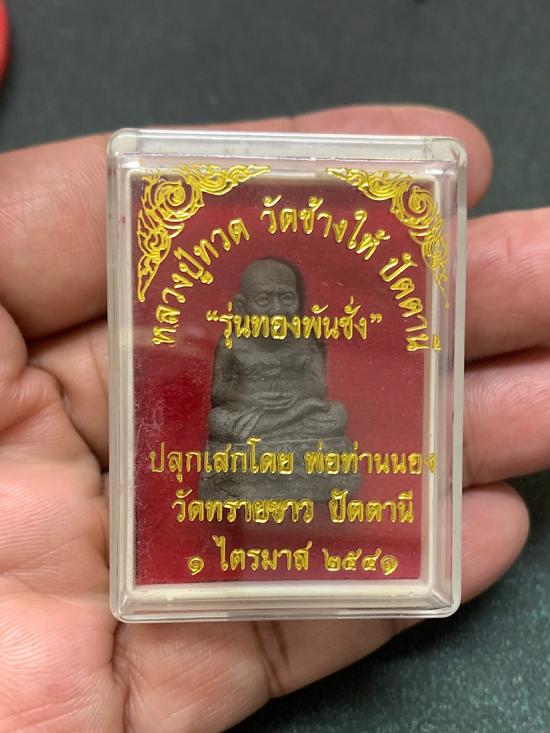 หลวงปู่ทวด วัดช้างให้ ปัตตานี
“รุ่นทองพันชั่ง”
ปลุกเสกโดย พ่อท่านนอง
วัดทรายขาว ปัตตานี
๑ ไตรมาส ๒๕๔๑